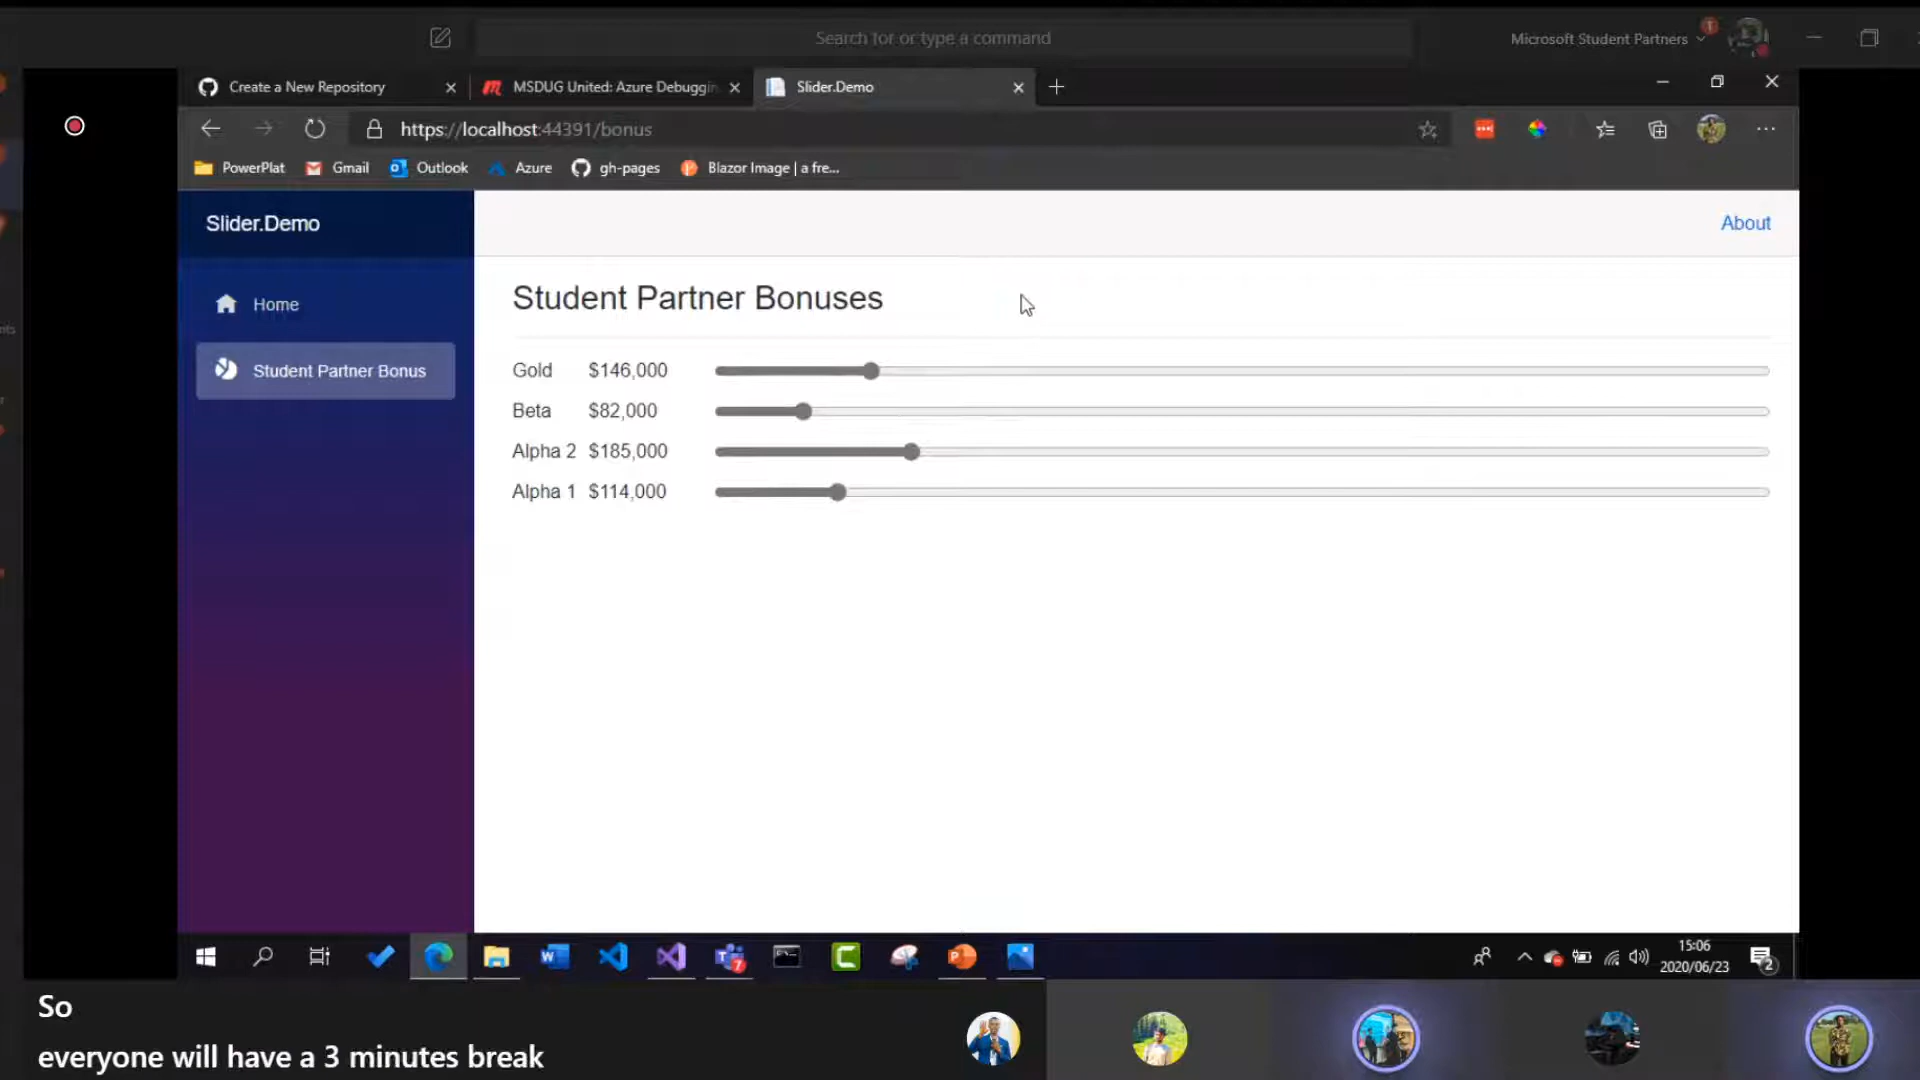 Search for or type a command
Microsoft Student Partners
Create a New Repository
MSDUG United: Azure Debuggin
Slider.Demo
https://localhost:44391/bonus
PowerPlat
Gmail
Outlook
Azure
gh-pages
Blazor Image | a fre...
Slider.Demo
About
Home
Student Partner Bonus
Student Partner Bonuses
Gold $146,000
Beta $82,000
Alpha 2 $185,000
Alpha 1 $114,000
15:06
2020/06/23
2
7
So
everyone will have a 3 minutes break